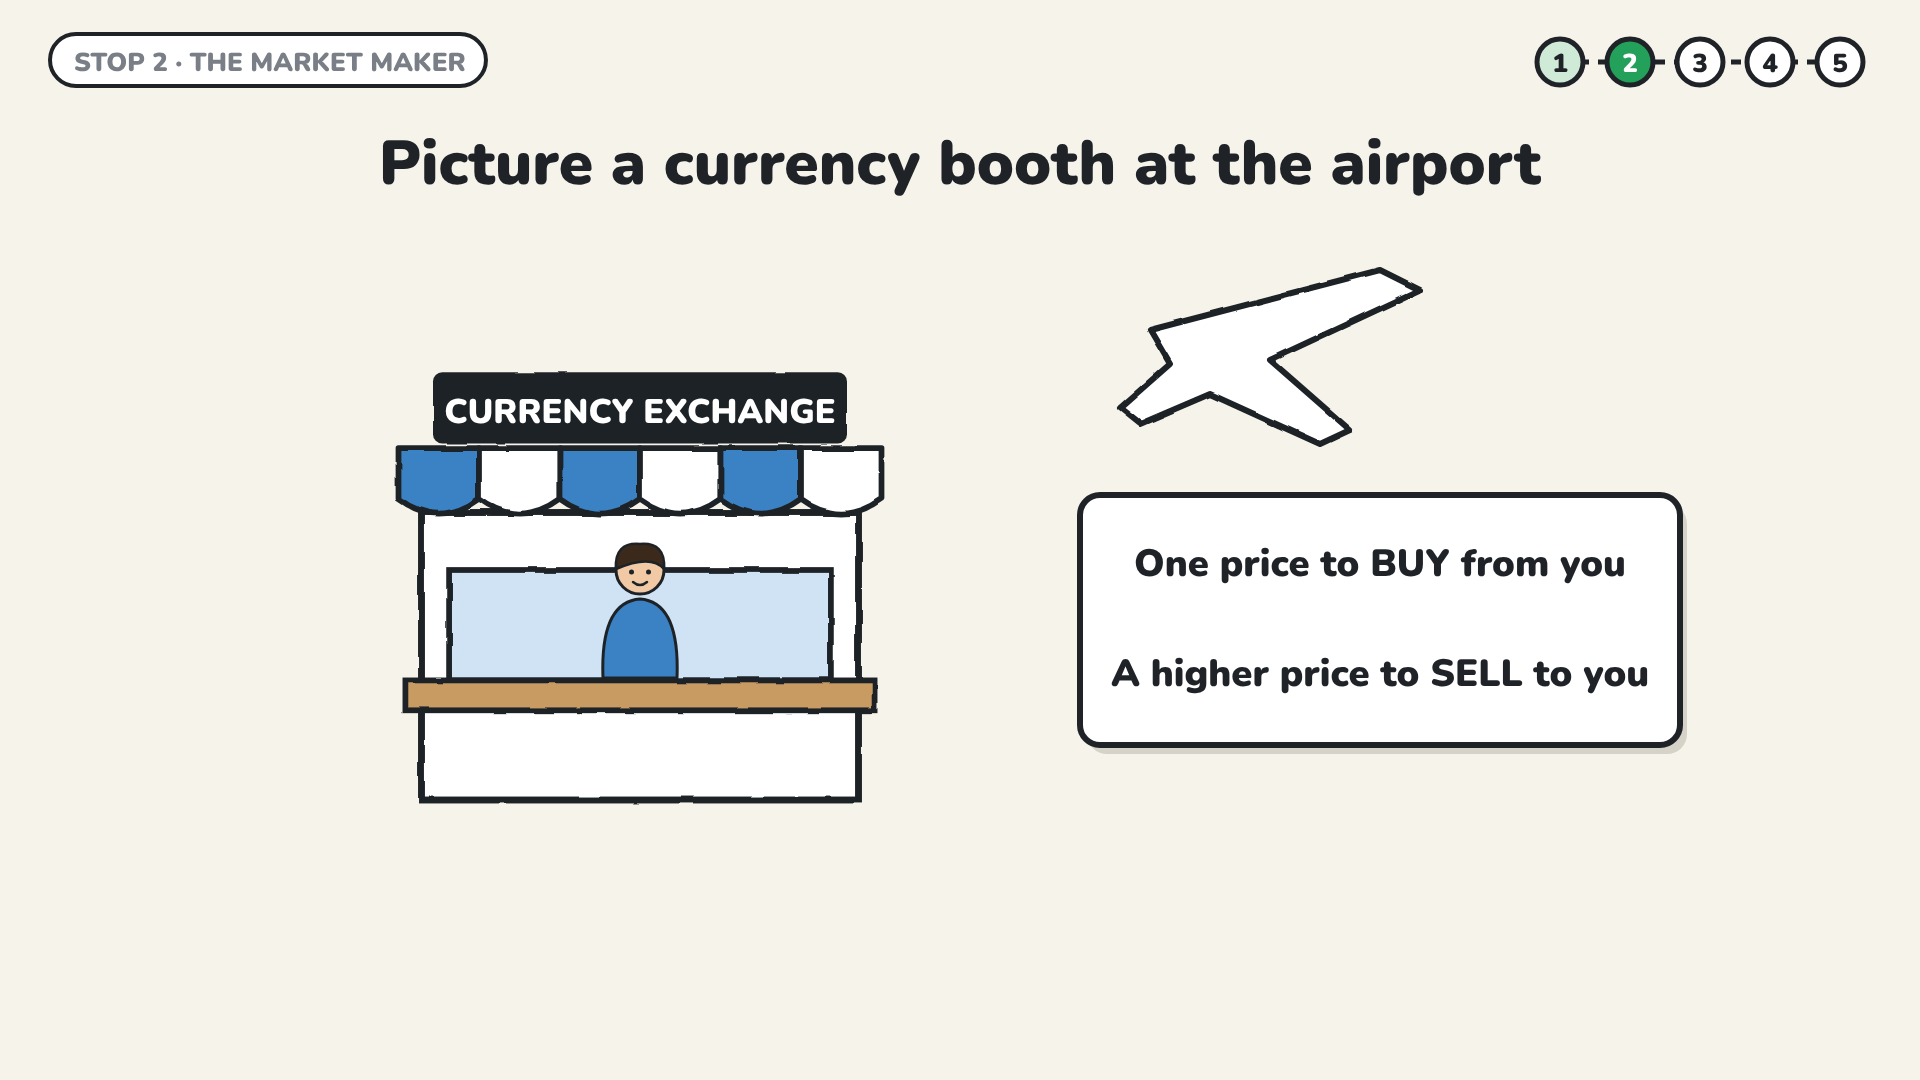 STOP 2 · THE MARKET MAKER
1 2 3 4 5
Picture a currency booth at the airport
CURRENCY EXCHANGE
One price to BUY from you
A higher price to SELL to you